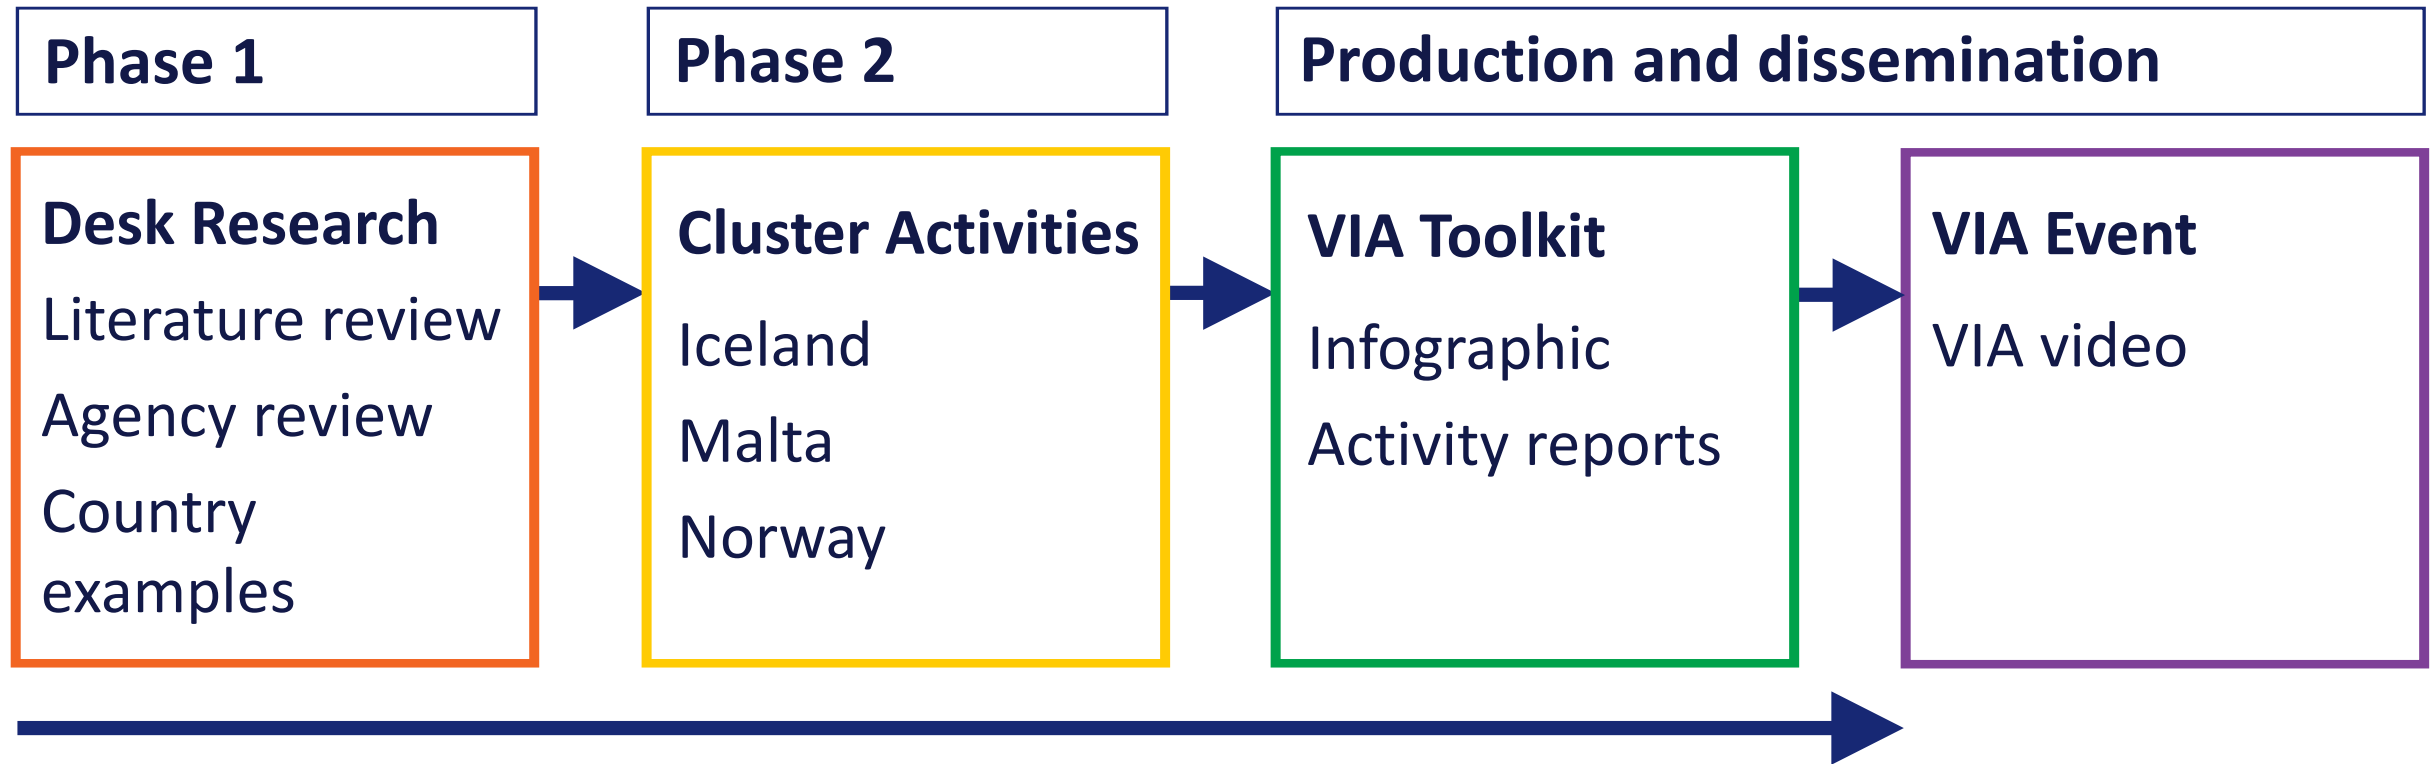 Phase 1
Phase 2
Production and dissemination
Desk Research
Literature review
Agency review
Country
examples
Cluster Activities
Iceland
Malta
Norway
VIA Toolkit
Infographic
Activity reports
VIA Event
VIA video